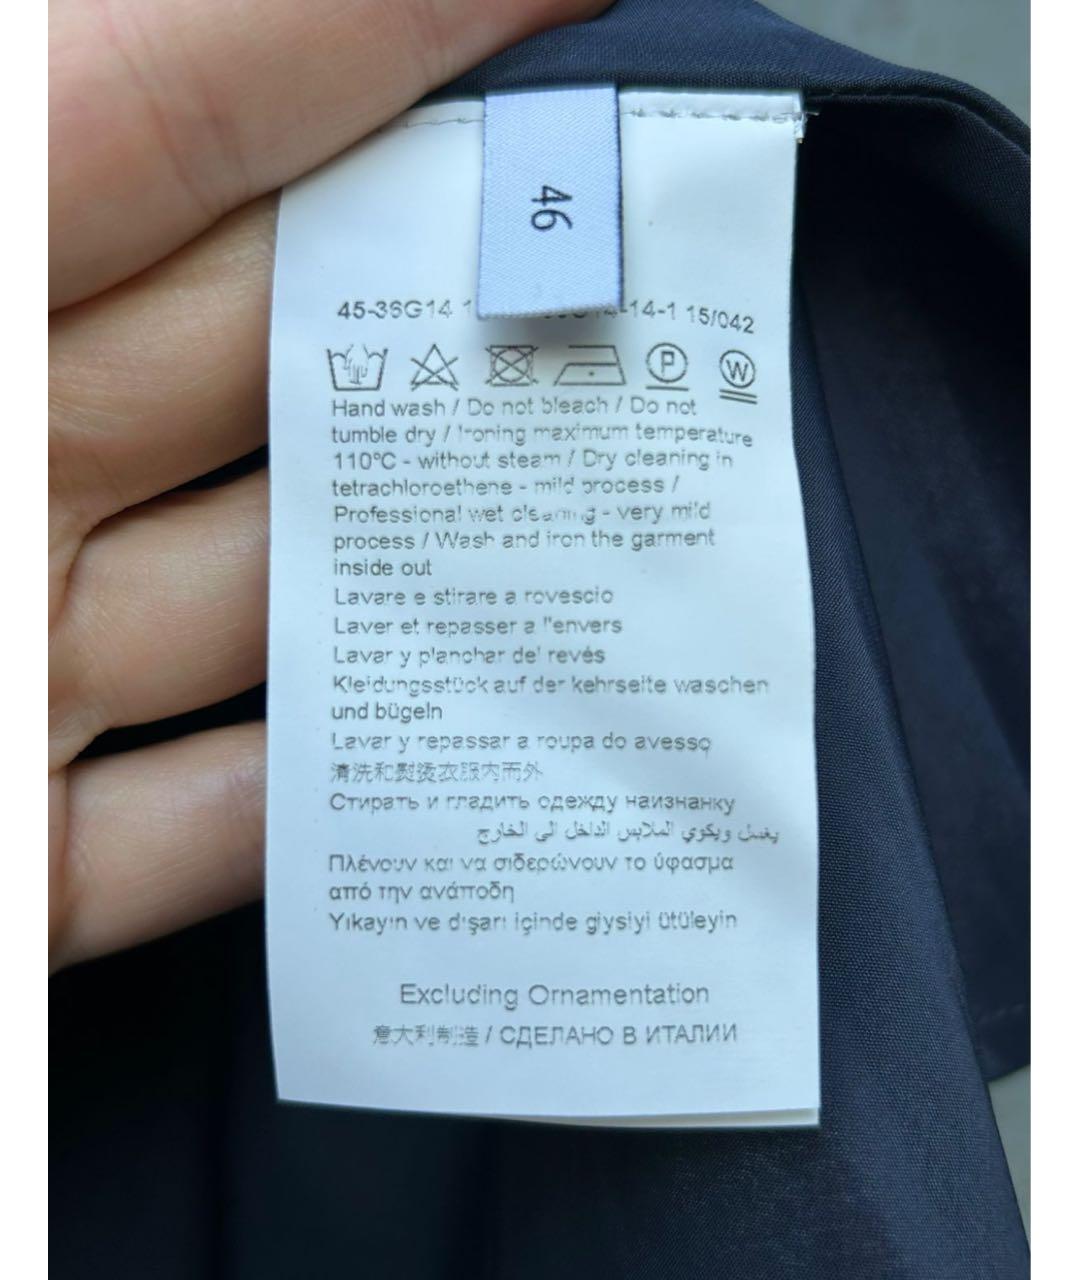 46
45-3SG14 14-1 15/042
P
W
Hand wash / Do not bleach / Do not
tumble dry / Ironing maximum temperature
110°C - without steam / Dry cleaning in
tetrachloroethene - mild process /
Professional wet cleaning - very mild
process / Wash and iron the garment
inside out
Lavare e stirare a rovescio
Laver et repasser a l"envers
Lavar y planchar del revés
Kleidungsstück auf der kehrseite waschen
und bügeln
Lavar y repassar a roupa do avesso
清洗和熨烫衣服内而外
Стирать и гладить одежду наизнанку
يغسل ويكوي الملابس الداخل الى الخارج
Πλένουν και να σιδερώνουν το ύφασμα
από την ανάποδη
Yıkayın ve dışarı içinde giysiyi ütüleyin
Excluding Ornamentation
意大利制造 / СДЕЛАНО В ИТАЛИИ